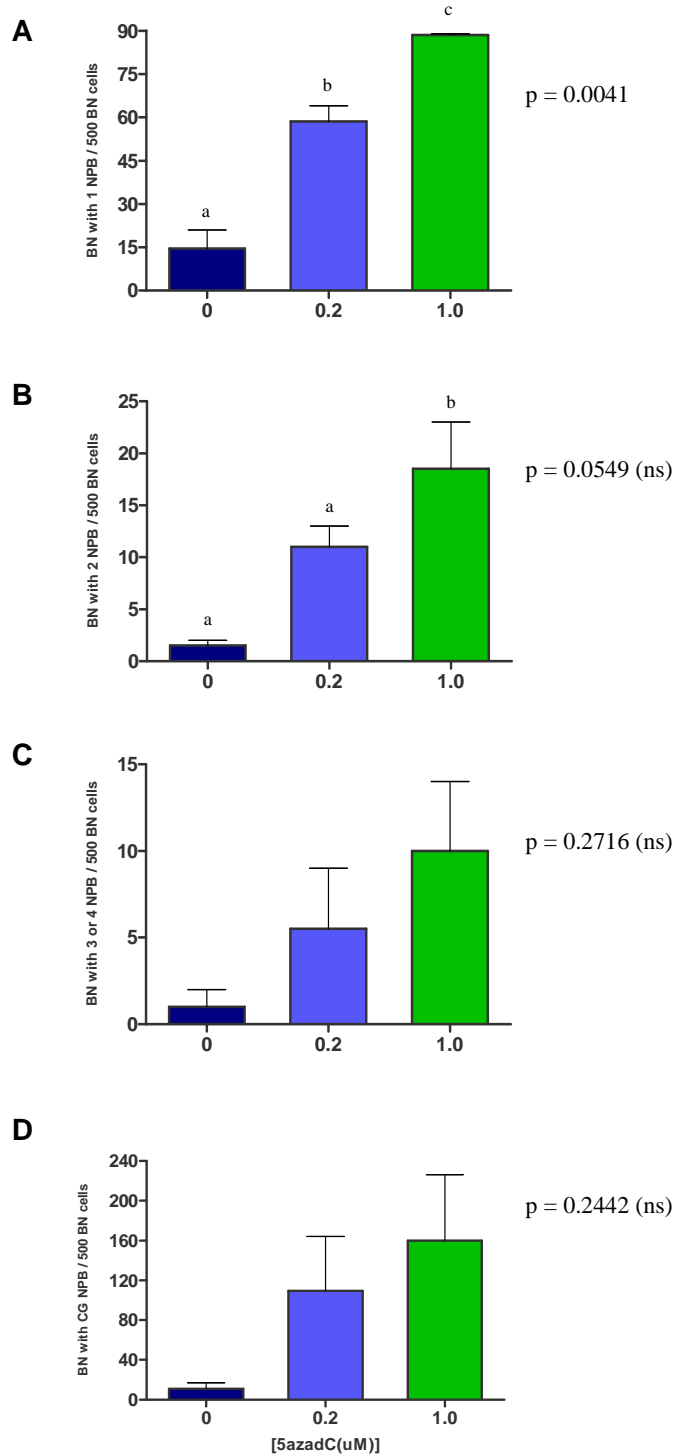 A
BN with 1 NPB / 500 BN cells
90
75
60
45
30
15
0
a
b
c
0 0.2 1.0
p = 0.0041
B
BN with 2 NPB / 500 BN cells
25
20
15
10
5
0
a
a
b
0 0.2 1.0
p = 0.0549 (ns)
C
BN with 3 or 4 NPB / 500 BN cells
15
10
5
0
0 0.2 1.0
p = 0.2716 (ns)
D
BN with CG NPB / 500 BN cells
240
200
160
120
80
40
0
0 0.2 1.0
p = 0.2442 (ns)
[5azadC(uM)]